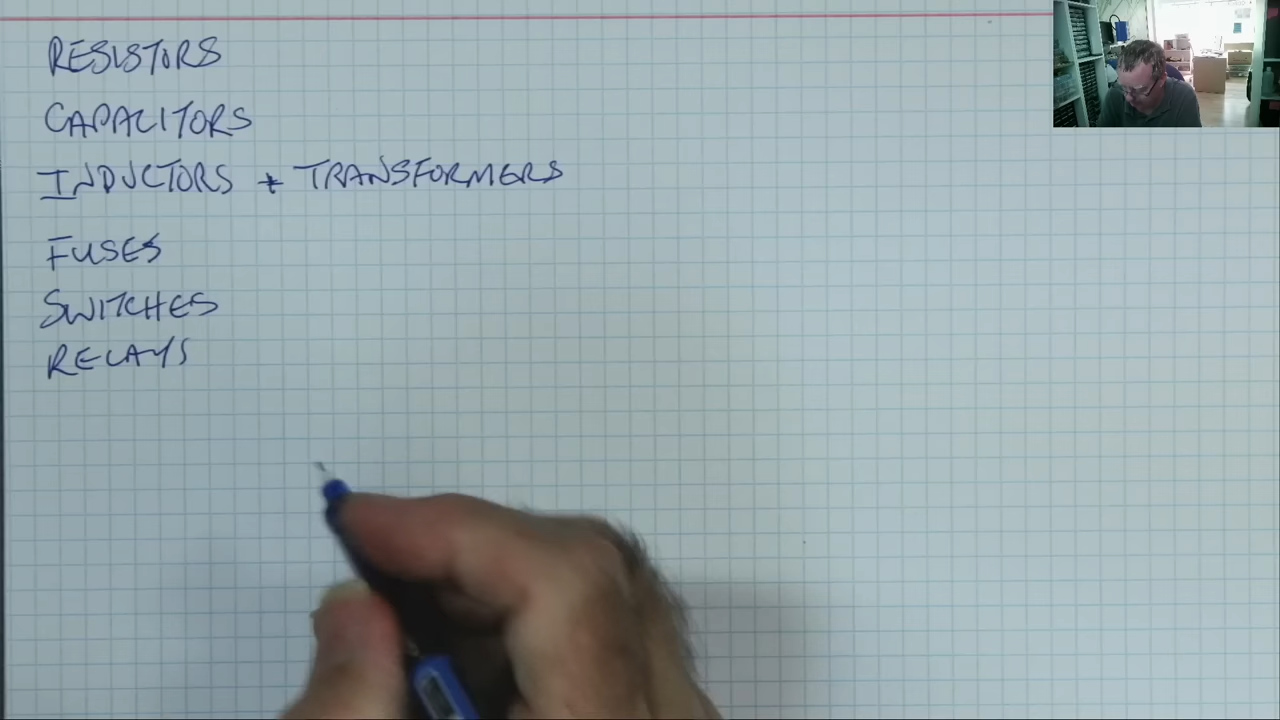 RESISTORS
CAPACITORS
INDUCTORS + TRANSFORMERS
FUSES
SWITCHES
RELAYS